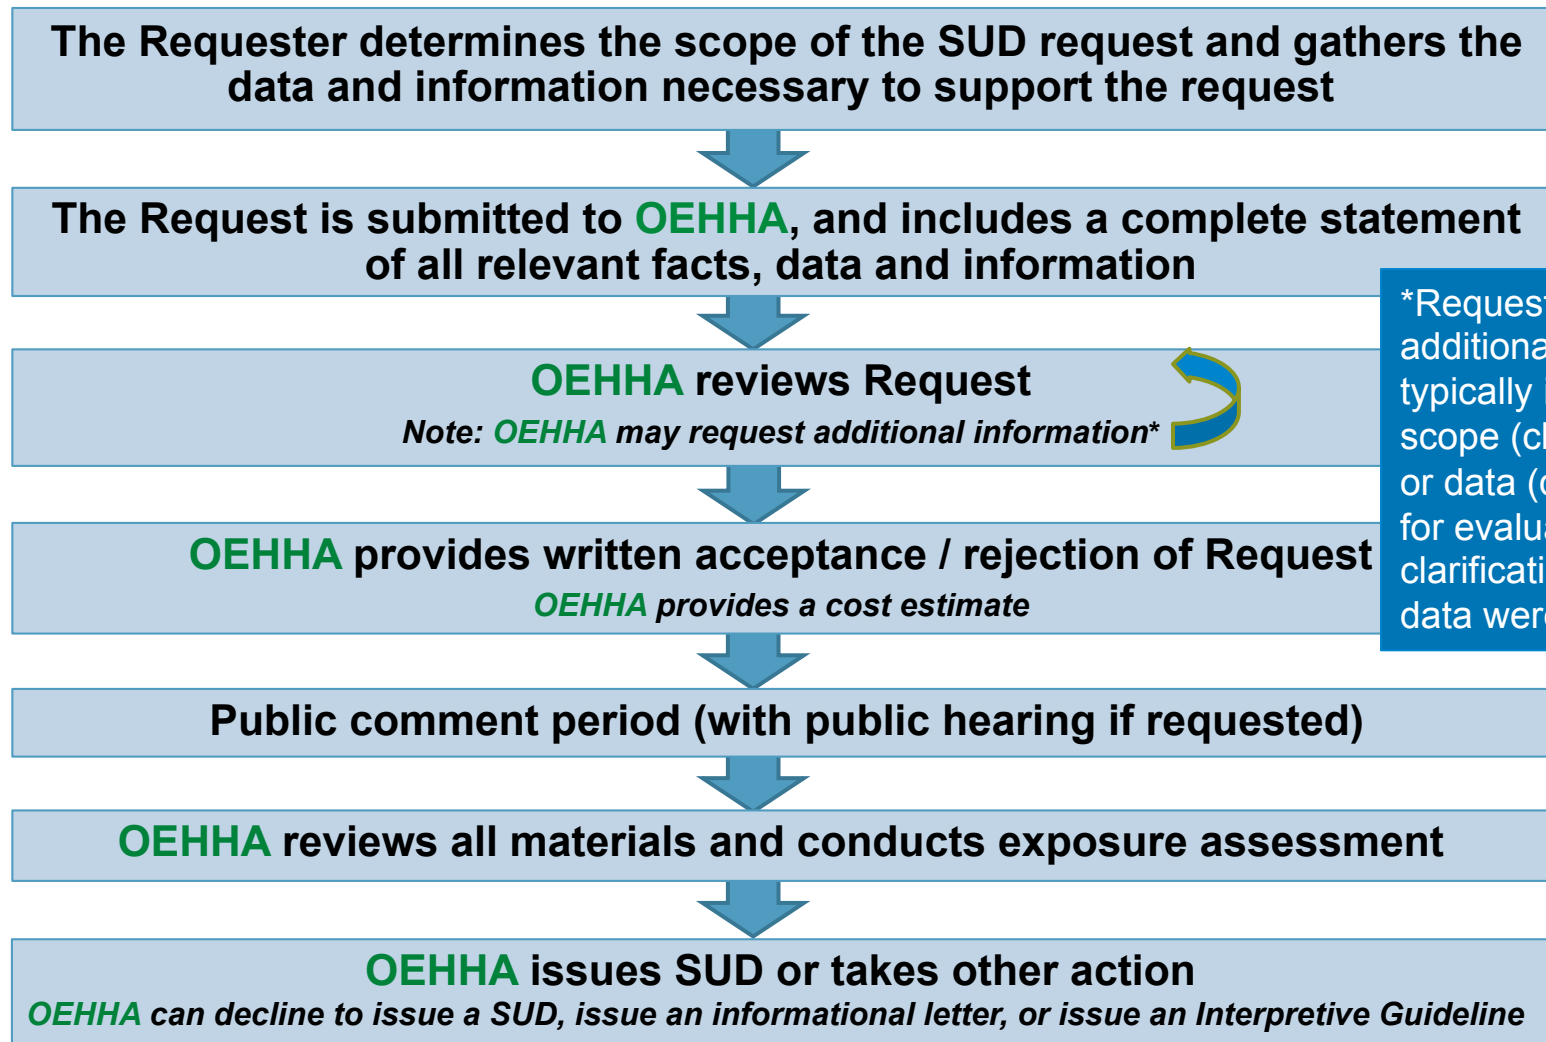 The Requester determines the scope of the SUD request and gathers the
data and information necessary to support the request
The Request is submitted to OEHHA, and includes a complete statement
of all relevant facts, data and information
OEHHA reviews Request
Note: OEHHA may request additional information*
*Request
additiona
typically
scope (c
or data (
for evalua
clarificati
data were
OEHHA provides written acceptance / rejection of Request
OEHHA provides a cost estimate
Public comment period (with public hearing if requested)
OEHHA reviews all materials and conducts exposure assessment
OEHHA issues SUD or takes other action
OEHHA can decline to issue a SUD, issue an informational letter, or issue an Interpretive Guideline